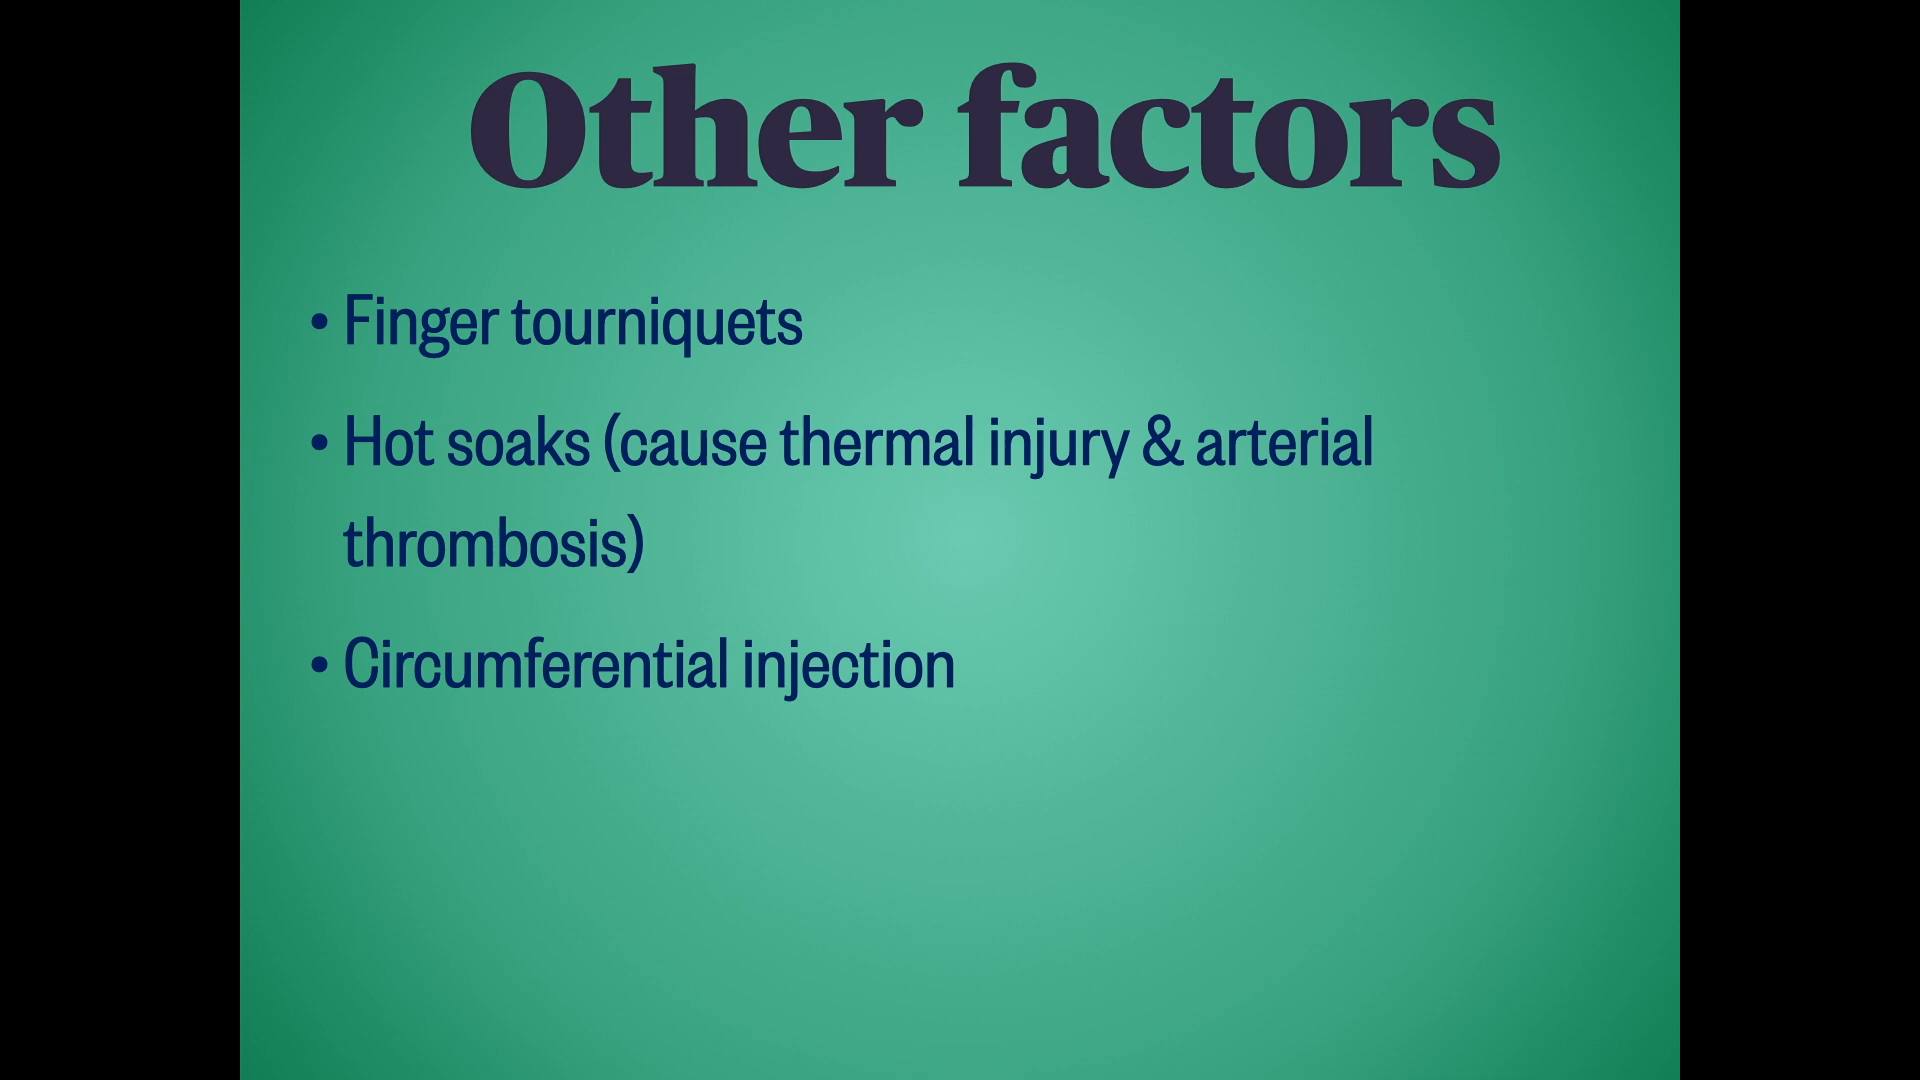 Other factors
• Finger tourniquets
• Hot soaks (cause thermal injury & arterial
thrombosis)
• Circumferential injection